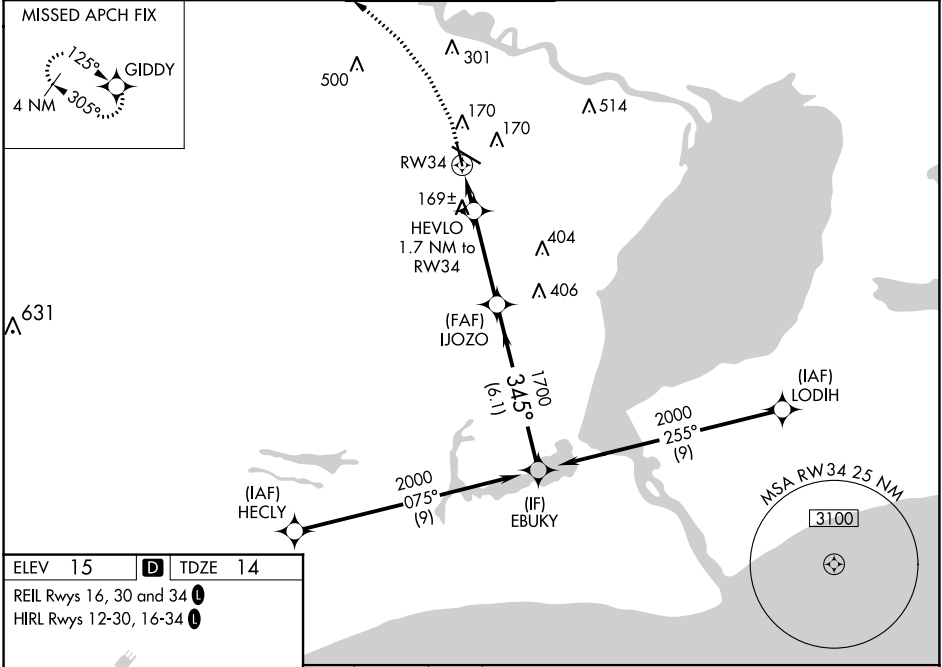 MISSED APCH FIX
125°
GIDDY
4 NM
305°
500
301
170
170
514
RW34
169±
HEVLO
1.7 NM to
RW34
404
406
631
(FAF)
IJOZO
1700
345°
(6.1)
(IAF)
LODIH
2000
255°
(9)
(IAF)
HECLY
2000
075°
(9)
(IF)
EBUKY
MSA RW34 25 NM
3100
ELEV 15 D TDZE 14
REIL Rwys 16, 30 and 34 L
HIRL Rwys 12-30, 16-34 L